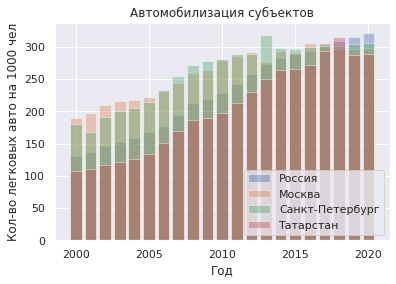 Автомобилизация субъектов
Кол-во легковых авто на 1000 чел
300
250
200
150
100
50
0
Россия
Москва
Санкт-Петербург
Татарстан
2000
2005
2010
2015
2020
Год